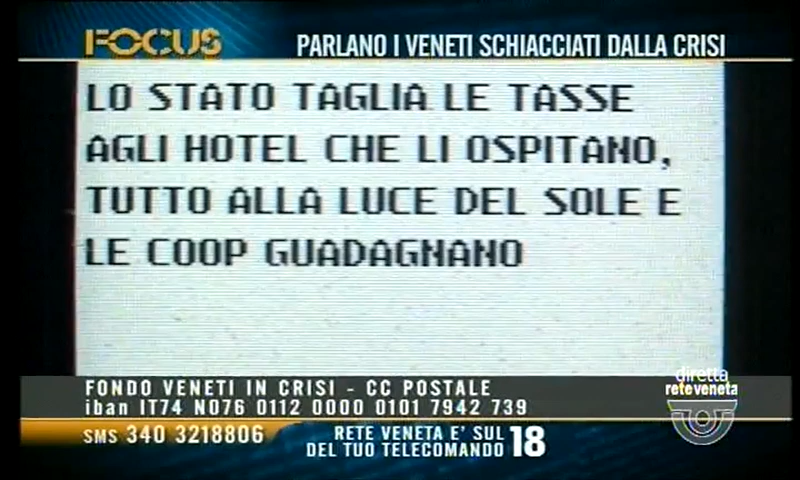 FOCUS
PARLANO I VENETI SCHIACCIATI DALLA CRISI
LO STATO TAGLIA LE TASSE
AGLI HOTEL CHE LI OSPITANO,
TUTTO ALLA LUCE DEL SOLE E
LE COOP GUADAGNANO
diretta
reteveneta
FONDO VENETI IN CRISI - CC POSTALE
iban IT74 N076 0112 0000 0101 7942 739
SMS 340 3218806
RETE VENETA E' SUL
DEL TUO TELECOMANDO 18